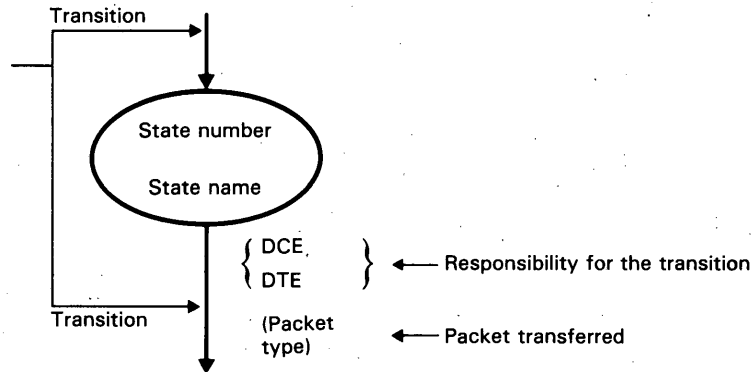 Transition
State number
State name
DCE
DTE
Responsibility for the transition
Transition
(Packet
type)
Packet transferred